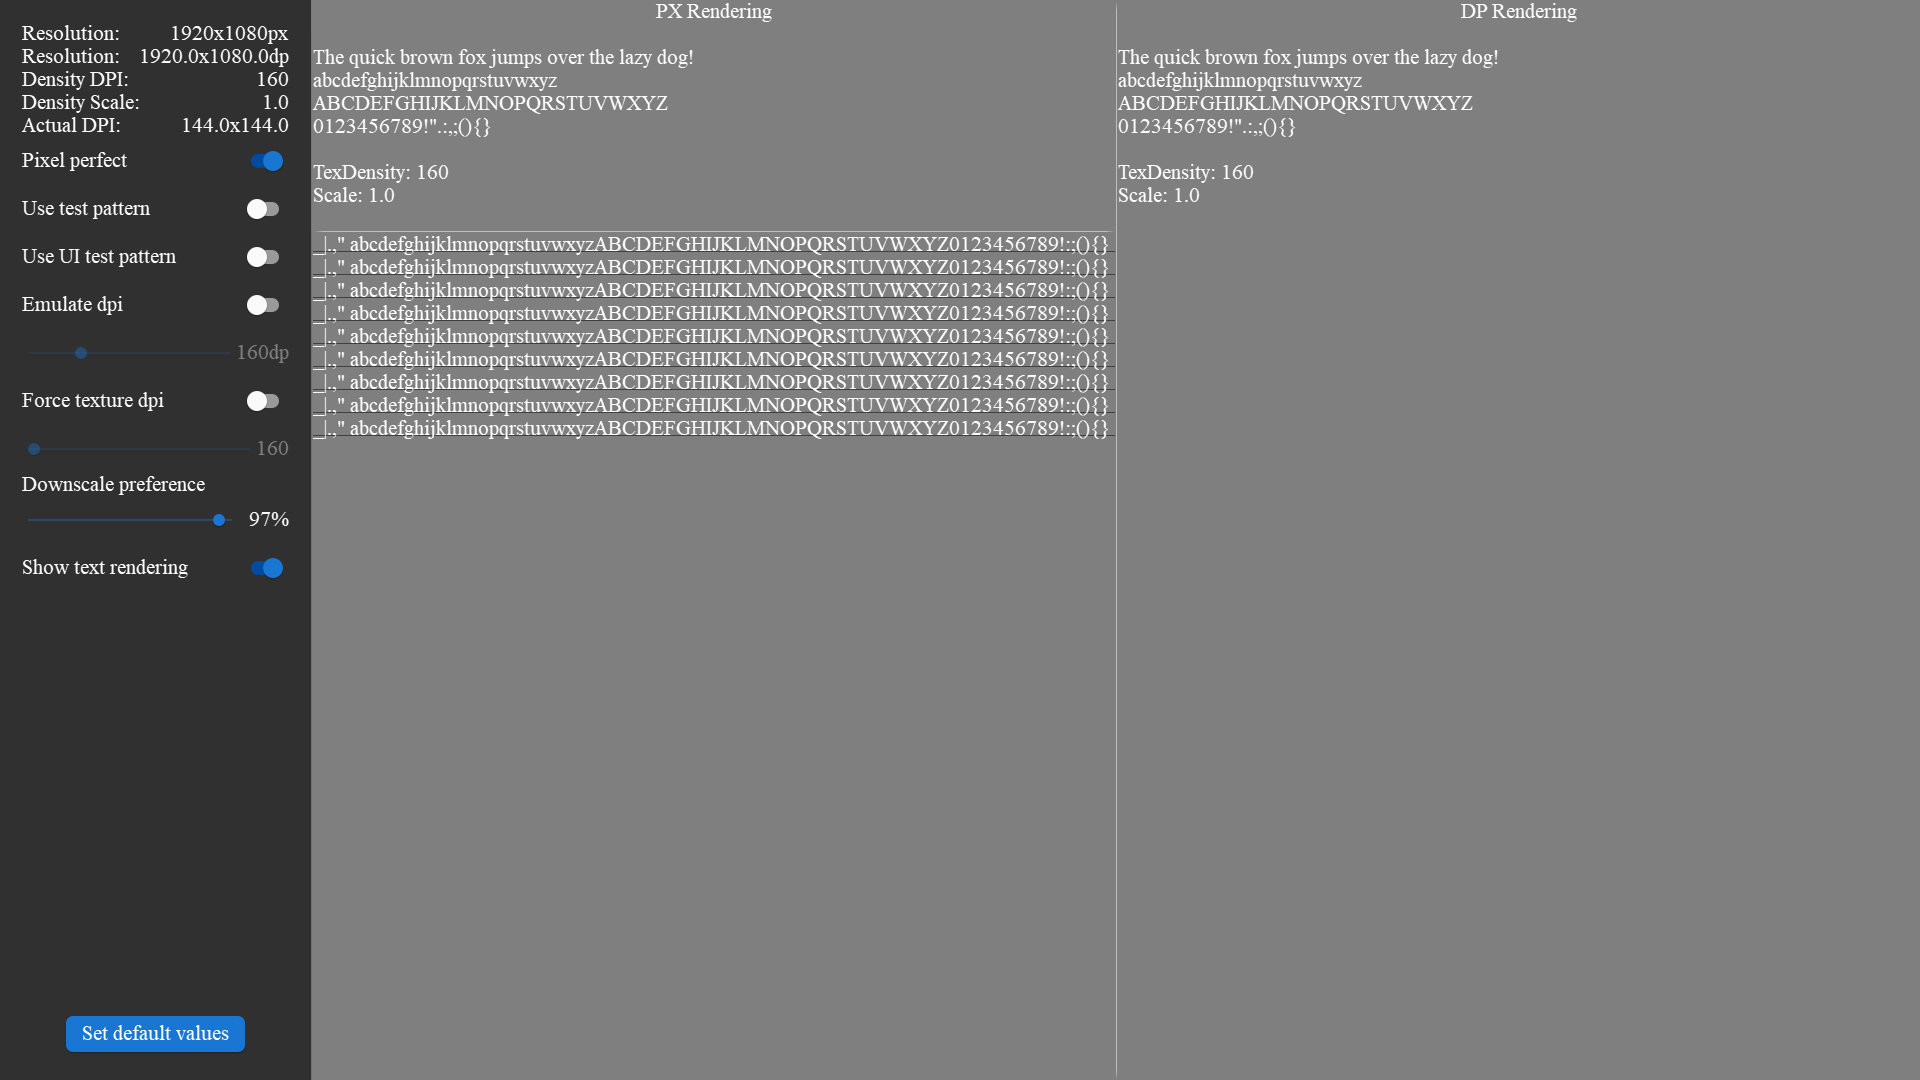 Resolution: 1920x1080px
Resolution: 1920.0x1080.0dp
Density DPI: 160
Density Scale: 1.0
Actual DPI: 144.0x144.0
Pixel perfect
Use test pattern
Use UI test pattern
Emulate dpi
160dp
Force texture dpi
160
Downscale preference
97%
Show text rendering
Set default values
PX Rendering
The quick brown fox jumps over the lazy dog!
abcdefghijklmnopqrstuvwxyz
ABCDEFGHIJKLMNOPQRSTUVWXYZ
0123456789!".:,;(){}
TexDensity: 160
Scale: 1.0
_|.," abcdefghijklmnopqrstuvwxyzABCDEFGHIJKLMNOPQRSTUVWXYZ0123456789!:;(){}
_|.," abcdefghijklmnopqrstuvwxyzABCDEFGHIJKLMNOPQRSTUVWXYZ0123456789!:;(){}
_|.," abcdefghijklmnopqrstuvwxyzABCDEFGHIJKLMNOPQRSTUVWXYZ0123456789!:;(){}
_|.," abcdefghijklmnopqrstuvwxyzABCDEFGHIJKLMNOPQRSTUVWXYZ0123456789!:;(){}
_|.," abcdefghijklmnopqrstuvwxyzABCDEFGHIJKLMNOPQRSTUVWXYZ0123456789!:;(){}
_|.," abcdefghijklmnopqrstuvwxyzABCDEFGHIJKLMNOPQRSTUVWXYZ0123456789!:;(){}
_|.," abcdefghijklmnopqrstuvwxyzABCDEFGHIJKLMNOPQRSTUVWXYZ0123456789!:;(){}
_|.," abcdefghijklmnopqrstuvwxyzABCDEFGHIJKLMNOPQRSTUVWXYZ0123456789!:;(){}
_|.," abcdefghijklmnopqrstuvwxyzABCDEFGHIJKLMNOPQRSTUVWXYZ0123456789!:;(){}
DP Rendering
The quick brown fox jumps over the lazy dog!
abcdefghijklmnopqrstuvwxyz
ABCDEFGHIJKLMNOPQRSTUVWXYZ
0123456789!".:,;(){}
TexDensity: 160
Scale: 1.0